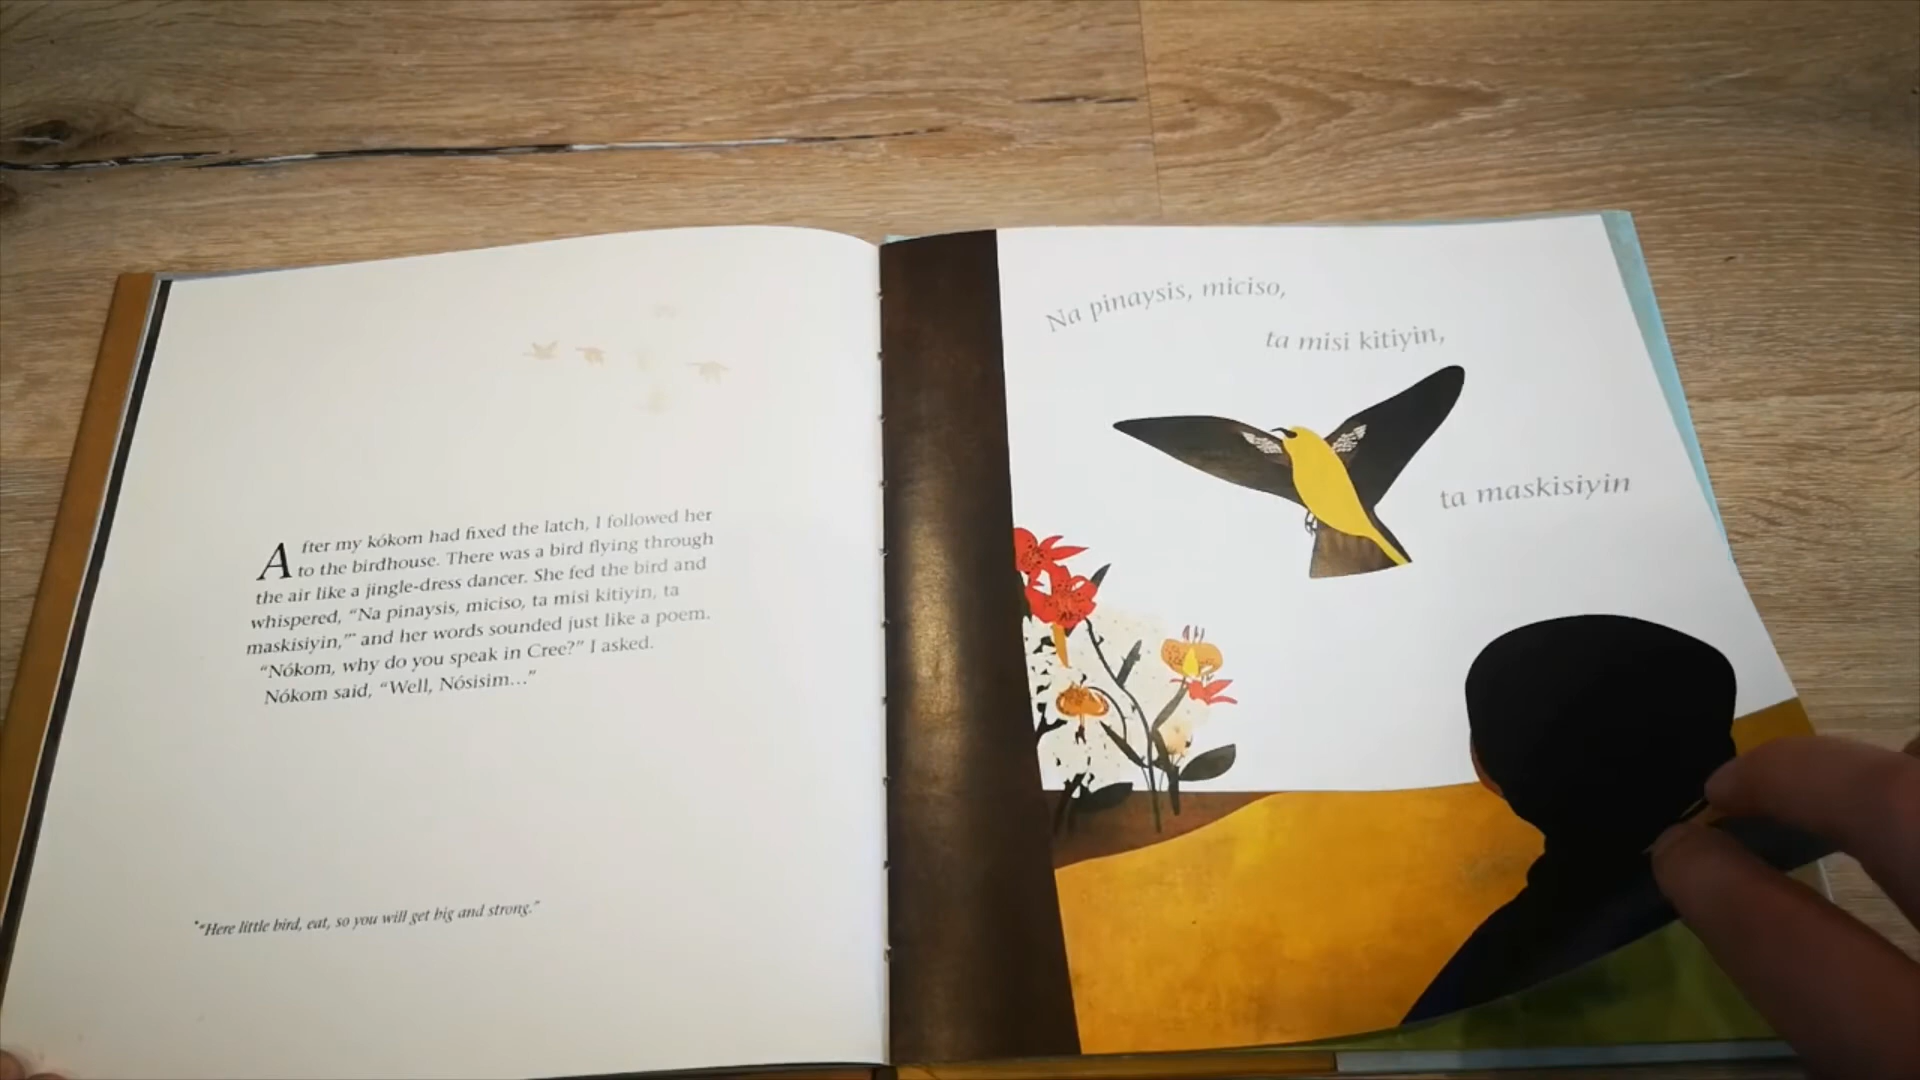 After my kókom had fixed the latch, I followed her
to the birdhouse. There was a bird flying through
the air like a jingle-dress dancer. She fed the bird and
whispered, “Na pinaysis, miciso, ta misi kitiyin, ta
maskisiyin,”* and her words sounded just like a poem.
“Nókom, why do you speak in Cree?” I asked.
Nókom said, “Well, Nósisim…”
*“Here little bird, eat, so you will get big and strong.”
Na pinaysis, miciso,
ta misi kitiyin,
ta maskisiyin